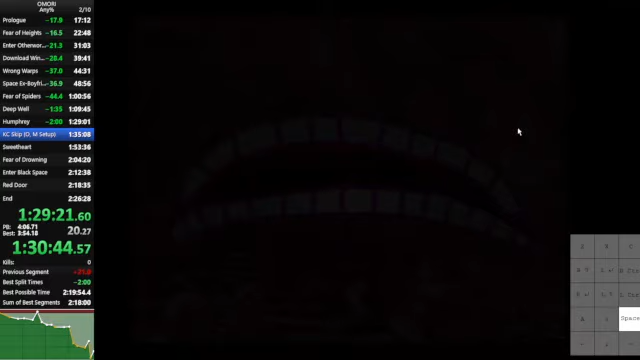 OMORI
Any% 2/10
Prologue -17.9 17:12
Fear of Heights -16.5 22:48
Enter Otherwor... -21.3 31:03
Download Win... -28.4 39:41
Wrong Warps -37.0 44:31
Space Ex-Boyfri... -36.9 48:56
Fear of Spiders -44.4 1:00:56
Deep Well -1:35 1:09:45
Humphrey -2:00 1:29:01
KC Skip (O, M Setup) 1:35:08
Sweetheart 1:53:36
Fear of Drowning 2:04:20
Enter Black Space 2:12:38
Red Door 2:18:35
End 2:26:28
1:29:21.60
PB: 4:06.71
Best: 3:54.18
20.27
1:30:44.57
Kills: 0
Previous Segment +21.0
Best Split Times -2:00
Best Possible Time 2:19:54.4
Sum of Best Segments 2:18:00
Space